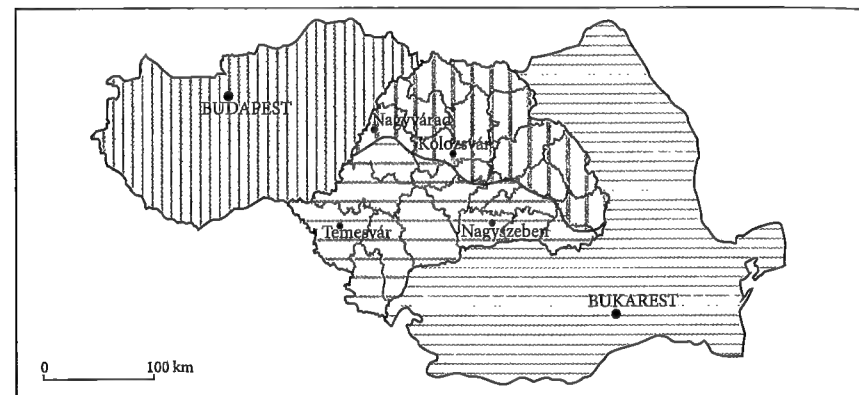 BUDAPEST
Nagyvárad
Kolozsvár
Temesvár
Nagyszeben
BUKAREST
0 100 km